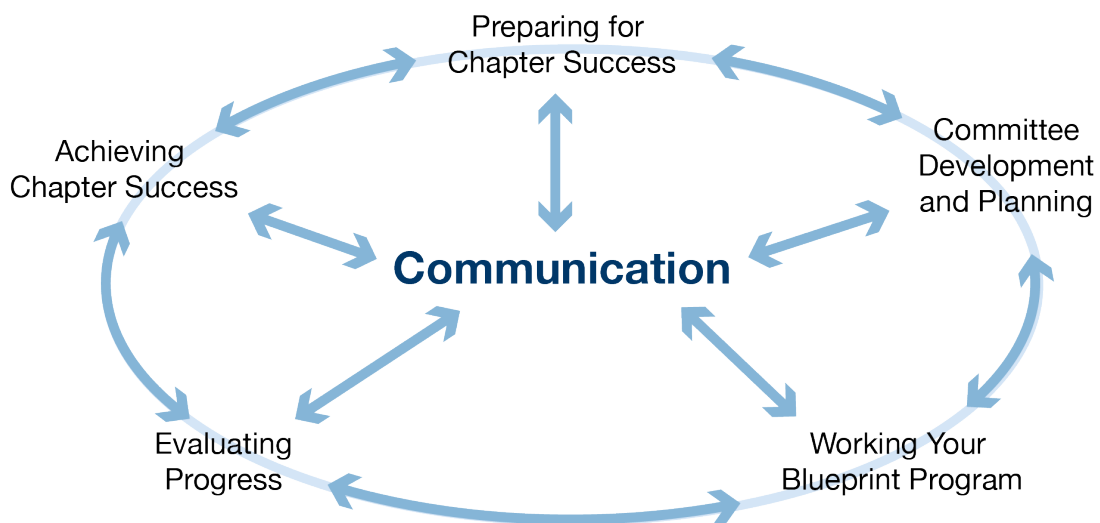 Preparing for
Chapter Success
Committee
Development
and Planning
Achieving
Chapter Success
Communication
Evaluating
Progress
Working Your
Blueprint Program